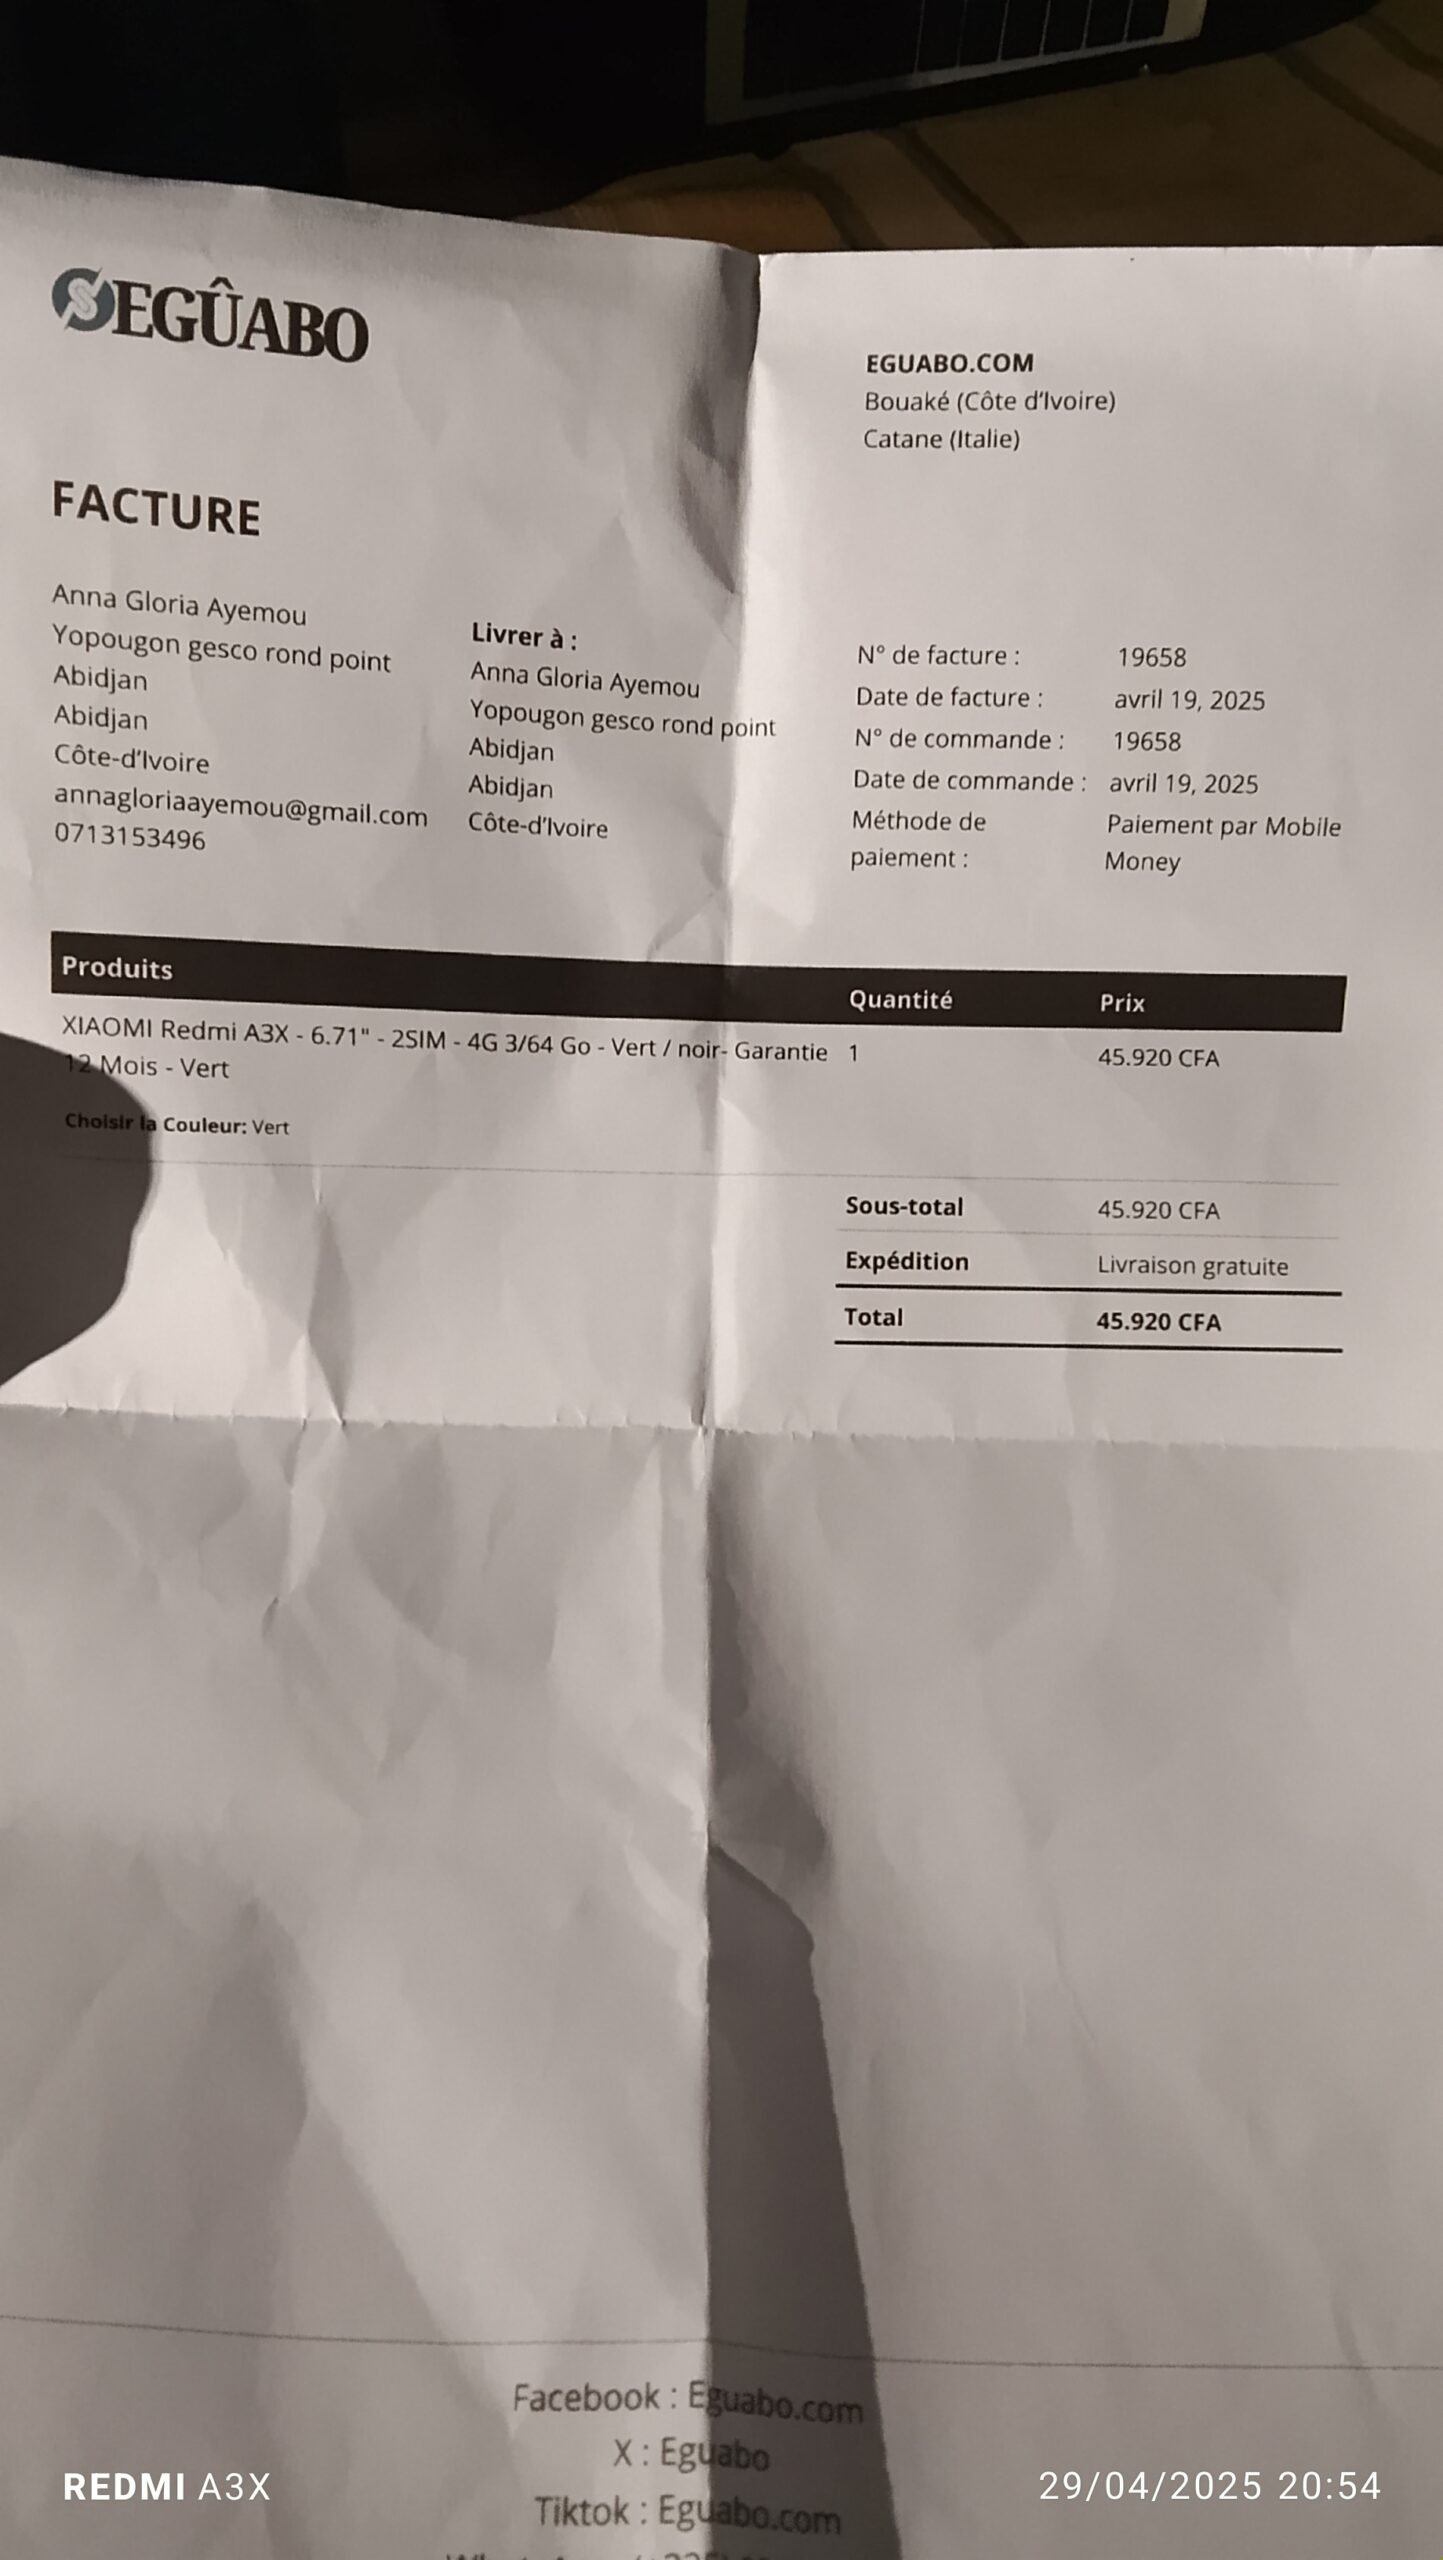 EGÛABO
EGUABO.COM
Bouaké (Côte d'Ivoire)
Catane (Italie)
FACTURE
Anna Gloria Ayemou
Yopougon gesco rond point
Abidjan
Abidjan
Côte-d'Ivoire
annagloriaayemou@gmail.com
0713153496
Livrer à :
Anna Gloria Ayemou
Yopougon gesco rond point
Abidjan
Abidjan
Côte-d'Ivoire
N° de facture : 19658
Date de facture : avril 19, 2025
N° de commande : 19658
Date de commande : avril 19, 2025
Méthode de Paiement par Mobile
paiement : Money
Produits Quantité Prix
XIAOMI Redmi A3X - 6.71" - 2SIM - 4G 3/64 Go - Vert / noir- Garantie 1 45.920 CFA
12 Mois - Vert
Choisir la Couleur: Vert
Sous-total 45.920 CFA
Expédition Livraison gratuite
Total 45.920 CFA
Facebook : Eguabo.com
X : Eguabo
Tiktok : Eguabo.com
REDMI A3X
29/04/2025 20:54